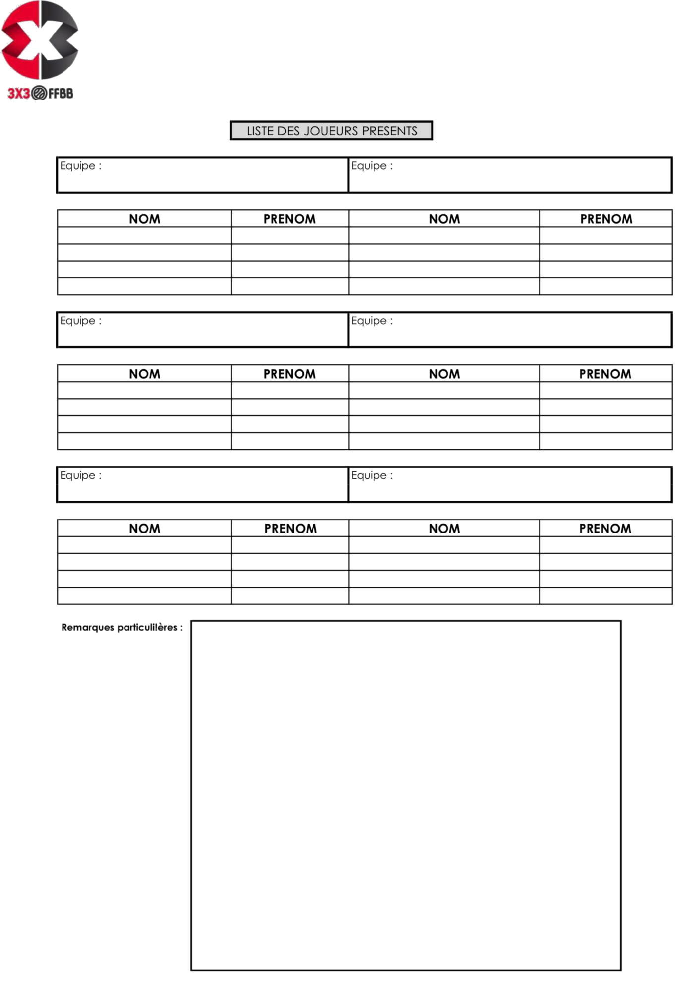 3X3 FFBB
LISTE DES JOUEURS PRESENTS
Equipe : Equipe :
NOM PRENOM NOM PRENOM
Equipe : Equipe :
NOM PRENOM NOM PRENOM
Equipe : Equipe :
NOM PRENOM NOM PRENOM
Remarques particuli!ères :